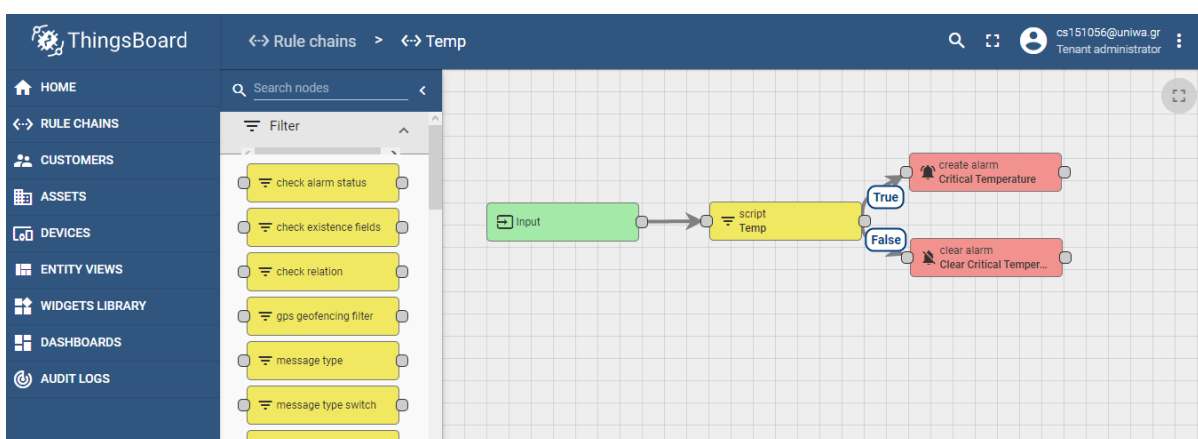 ThingsBoard
Rule chains > Temp
cs151056@uniwa.gr
Tenant administrator
HOME
RULE CHAINS
CUSTOMERS
ASSETS
DEVICES
ENTITY VIEWS
WIDGETS LIBRARY
DASHBOARDS
AUDIT LOGS
Search nodes
Filter
check alarm status
check existence fields
check relation
gps geofencing filter
message type
message type switch
Input
script
Temp
True
False
create alarm
Critical Temperature
clear alarm
Clear Critical Temper...